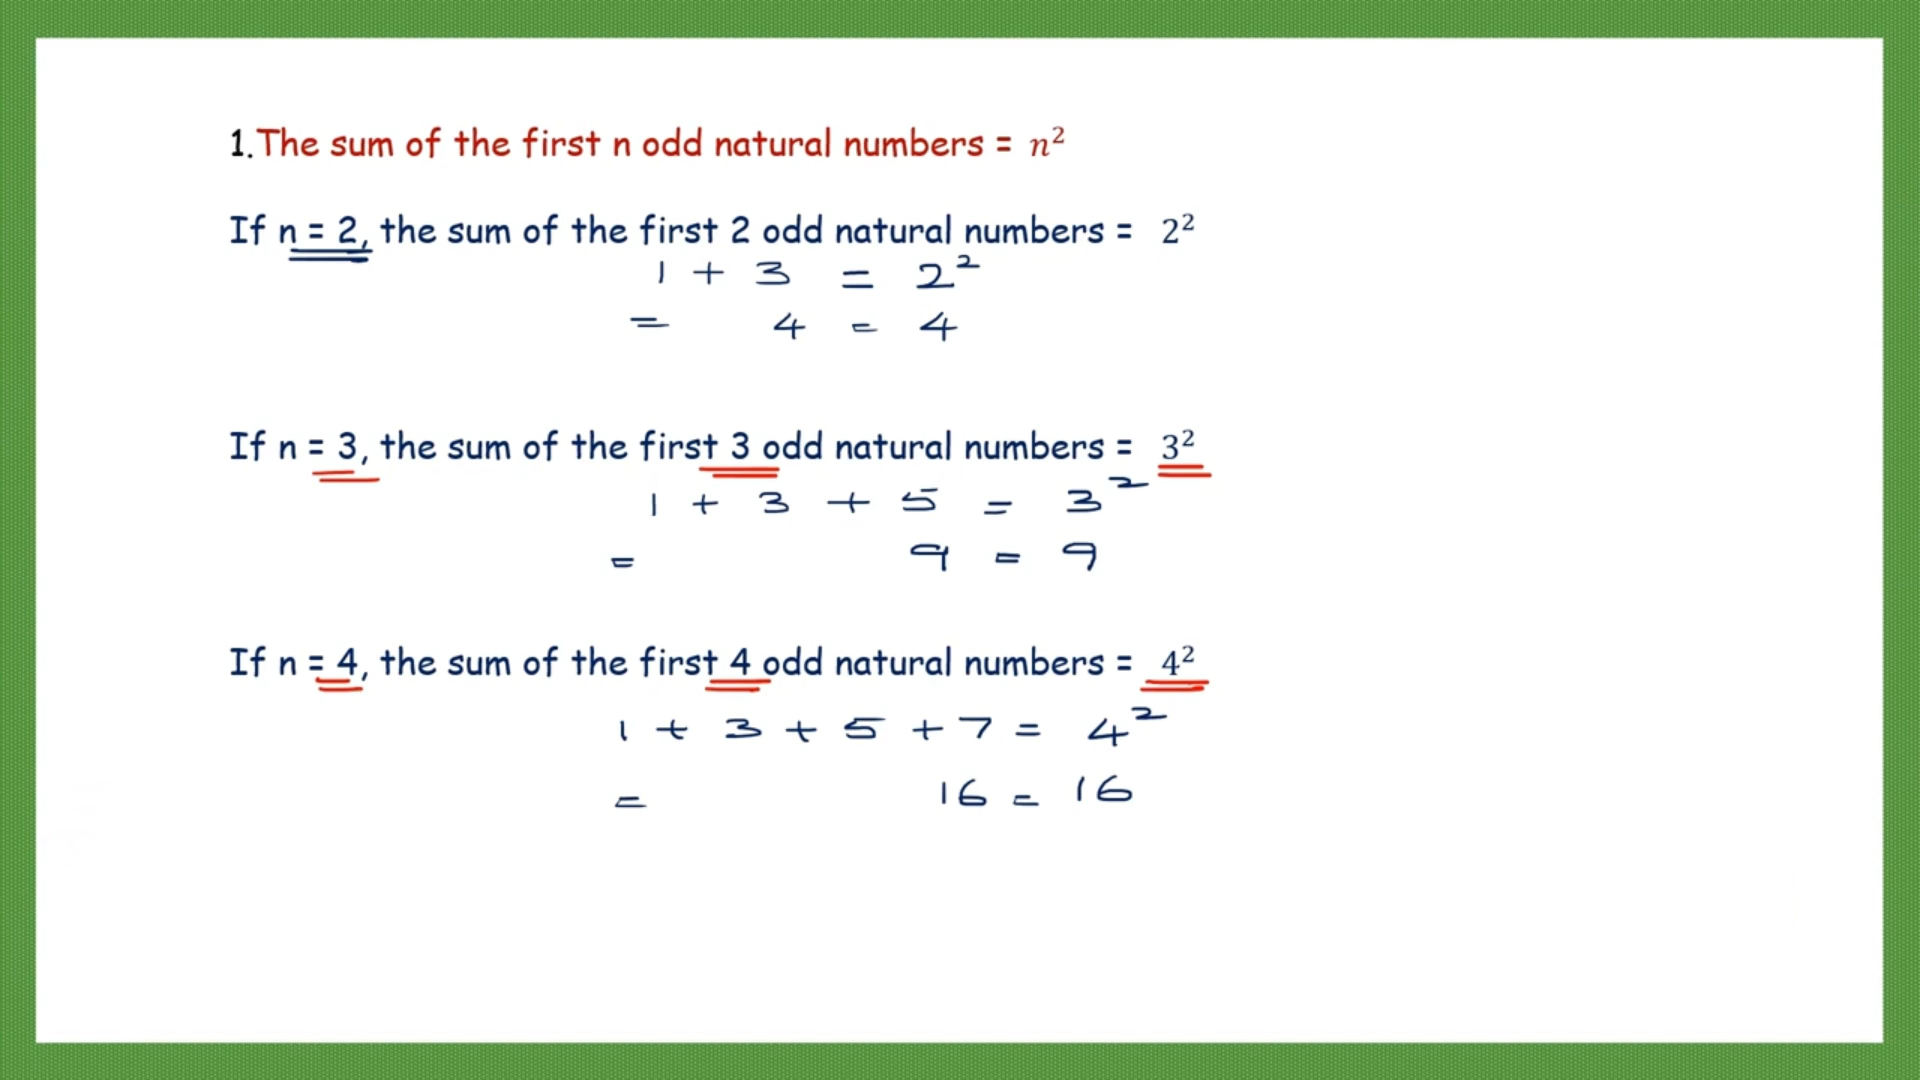 1.The sum of the first n odd natural numbers = n²
If n = 2, the sum of the first 2 odd natural numbers = 2²
1 + 3 = 2²
= 4 = 4
If n = 3, the sum of the first 3 odd natural numbers = 3²
1 + 3 + 5 = 3²
= 9 = 9
If n = 4, the sum of the first 4 odd natural numbers = 4²
1 + 3 + 5 + 7 = 4²
= 16 = 16